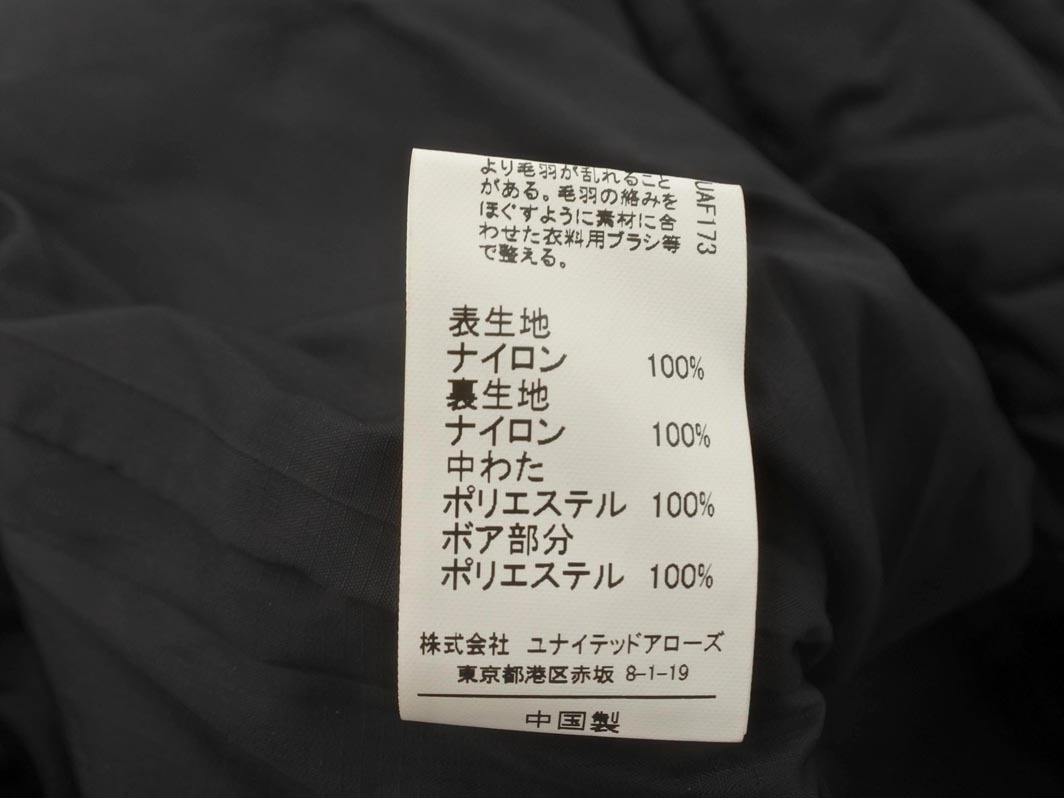 より毛羽が乱れること
がある。毛羽の絡みを
ほぐすように素材に合
わせた衣料用ブラシ等
で整える。
UAF173
表生地
ナイロン 100%
裏生地
ナイロン 100%
中わた
ポリエステル 100%
ボア部分
ポリエステル 100%
株式会社 ユナイテッドアローズ
東京都港区赤坂 8-1-19
中国製